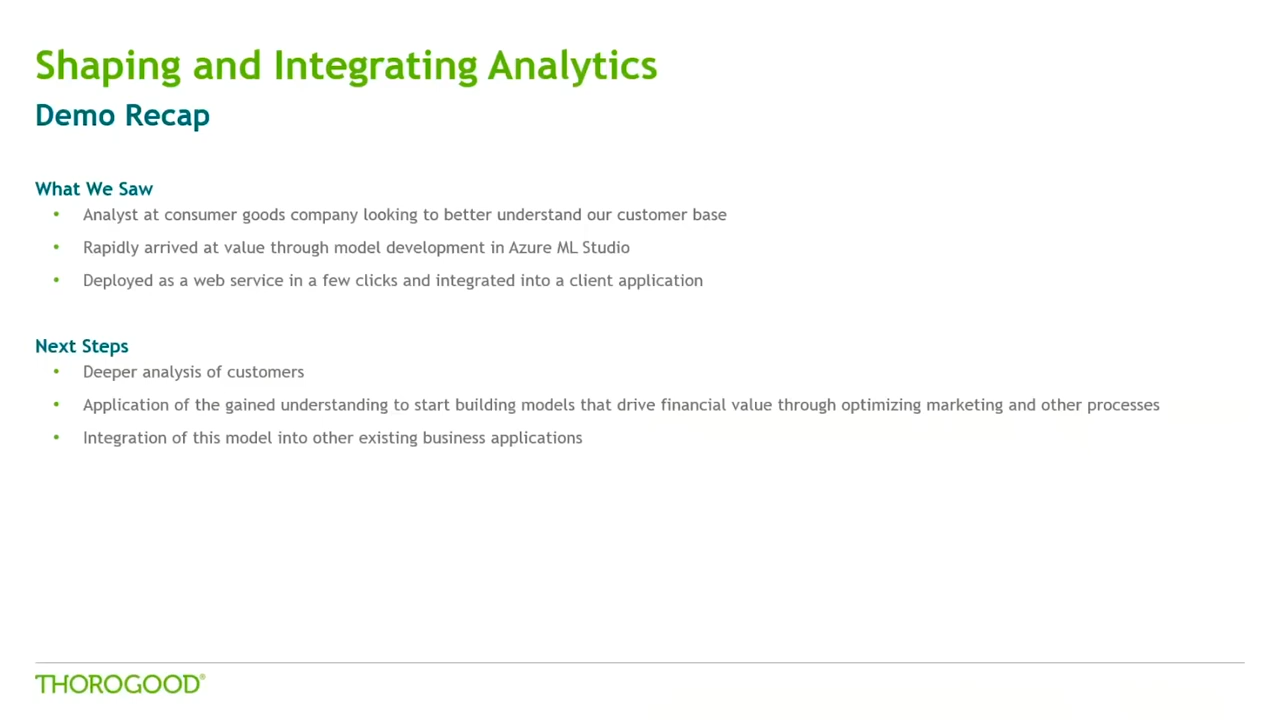 Shaping and Integrating Analytics
Demo Recap
What We Saw
• Analyst at consumer goods company looking to better understand our customer base
• Rapidly arrived at value through model development in Azure ML Studio
• Deployed as a web service in a few clicks and integrated into a client application
Next Steps
• Deeper analysis of customers
• Application of the gained understanding to start building models that drive financial value through optimizing marketing and other processes
• Integration of this model into other existing business applications
THOROGOOD®